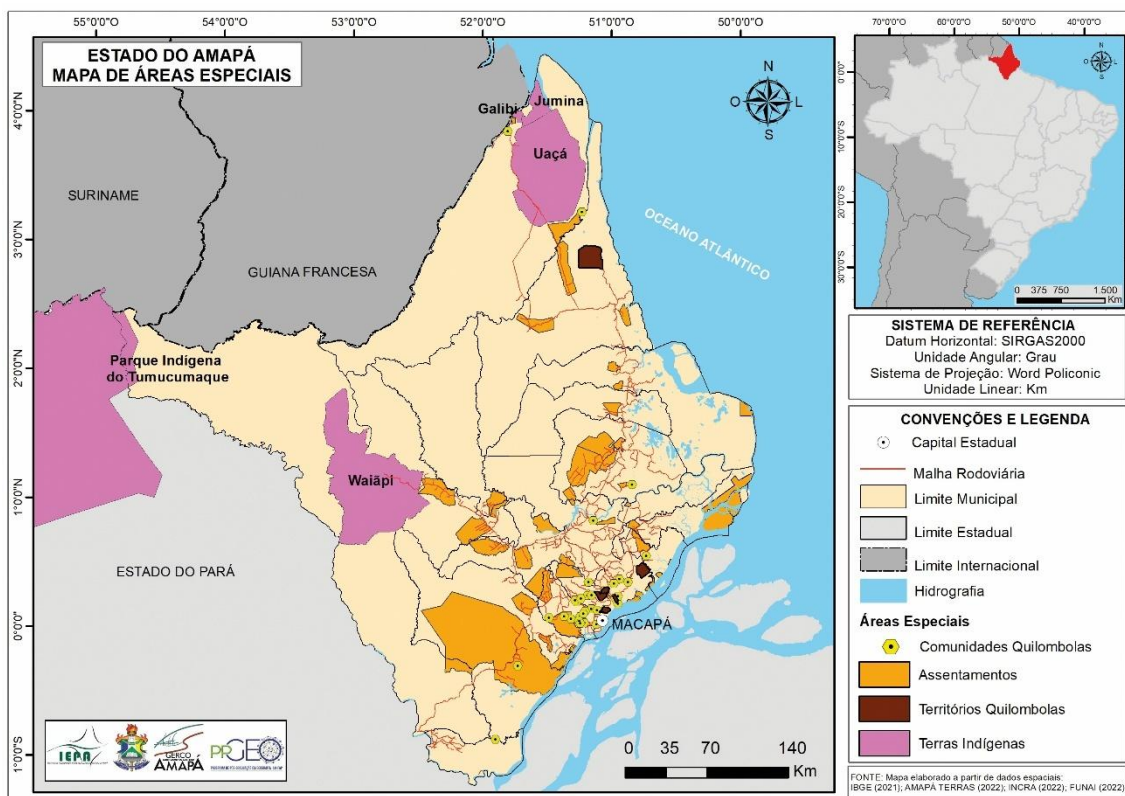 55°0'0"O 54°0'0"O 53°0'0"O 52°0'0"O 51°0'0"O 50°0'0"O
ESTADO DO AMAPÁ
MAPA DE ÁREAS ESPECIAIS
4°0'0"N
3°0'0"N
2°0'0"N
1°0'0"N
0°0'0"
1°0'0"S
N
O L
S
Galibi
Jumina
Uaçá
SURINAME
GUIANA FRANCESA
OCEANO ATLÂNTICO
Parque Indígena
do Tumucumaque
Waiãpi
ESTADO DO PARÁ
MACAPÁ
IEPA
GERCO
AMAPÁ
PRGEO
0 35 70 140
Km
70°0'0"O 60°0'0"O 50°0'0"O 40°0'0"O
0°0'0"
10°0'0"S
20°0'0"S
30°0'0"S
N
O L
S
0 375 750 1.500
Km
SISTEMA DE REFERÊNCIA
Datum Horizontal: SIRGAS2000
Unidade Angular: Grau
Sistema de Projeção: Word Policonic
Unidade Linear: Km
CONVENÇÕES E LEGENDA
Capital Estadual
Malha Rodoviária
Limite Municipal
Limite Estadual
Limite Internacional
Hidrografia
Áreas Especiais
Comunidades Quilombolas
Assentamentos
Territórios Quilombolas
Terras Indígenas
FONTE: Mapa elaborado a partir de dados espaciais:
IBGE (2021); AMAPÁ TERRAS (2022); INCRA (2022); FUNAI (2022)